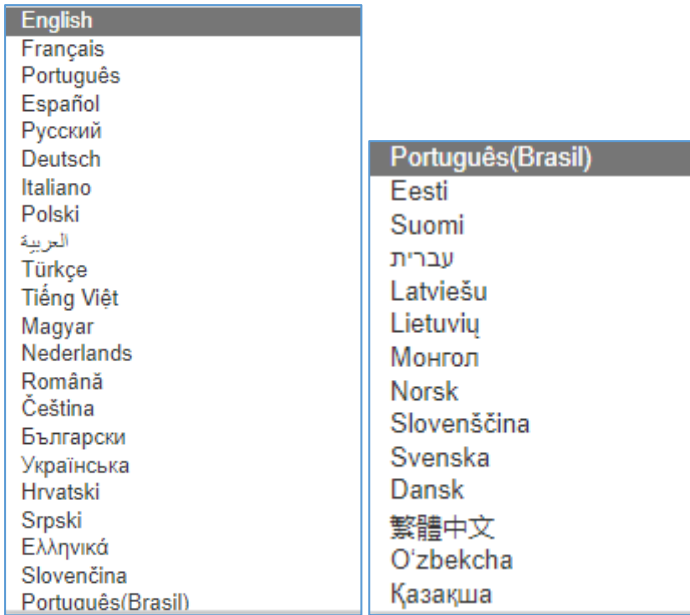 English
Français
Português
Español
Русский
Deutsch
Italiano
Polski
العربية
Türkçe
Tiếng Việt
Magyar
Nederlands
Română
Čeština
Български
Українська
Hrvatski
Srpski
Ελληνικά
Slovenčina
Português(Brasil)
Português(Brasil)
Eesti
Suomi
עברית
Latviešu
Lietuvių
Монгол
Norsk
Slovenščina
Svenska
Dansk
繁體中文
O‘zbekcha
Қазақша